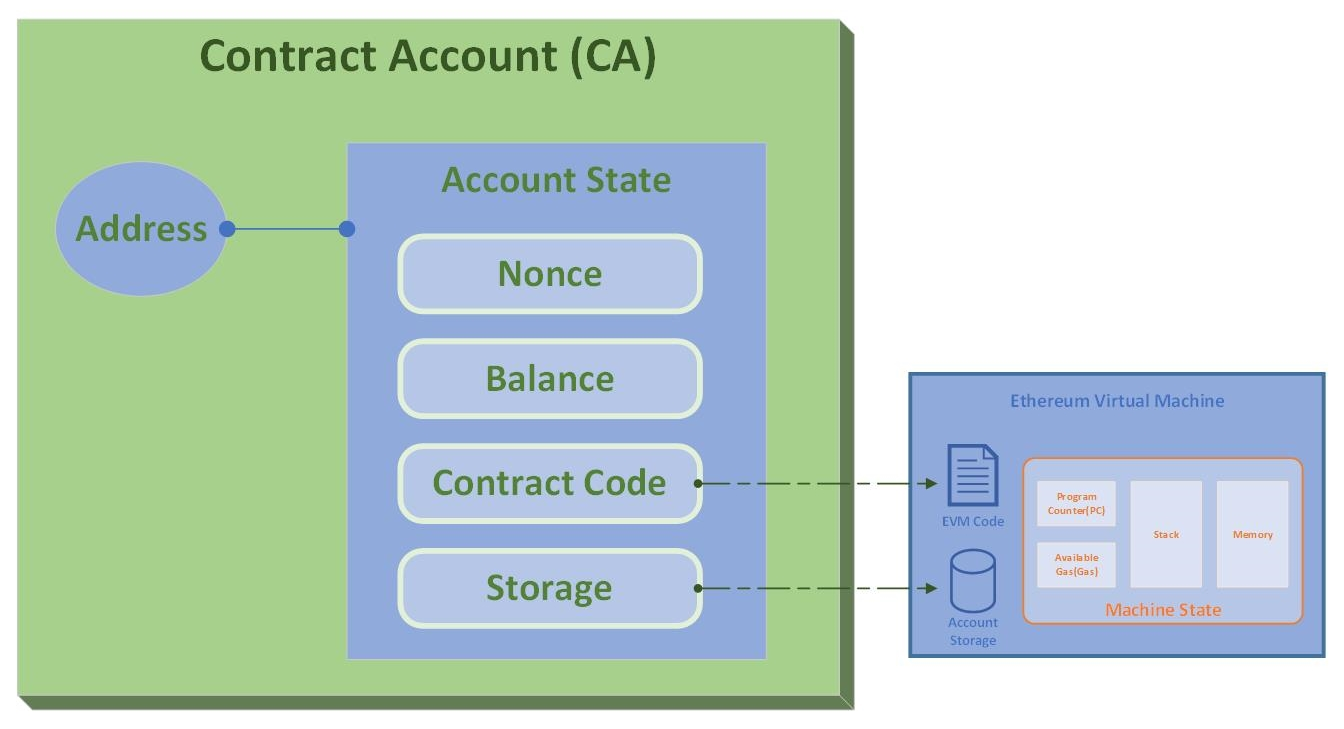 Contract Account (CA)
Address
Account State
Nonce
Balance
Contract Code
Storage
Ethereum Virtual Machine
EVM Code
Account
Storage
Program
Counter(PC)
Available
Gas(Gas)
Stack
Memory
Machine State